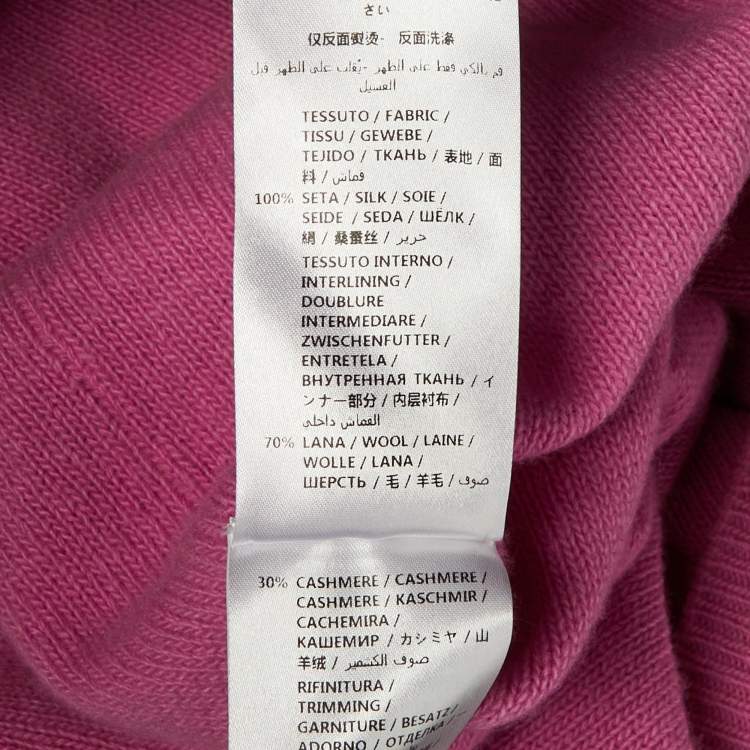 さい
仅反面熨烫- 反面洗涤
قم بالكي فقط على الظهر -يُقلب على الظهر قبل
الغسيل
TESSUTO / FABRIC /
TISSU / GEWEBE /
TEJIDO / ТКАНЬ / 表地 / 面
料 / قماش /
100% SETA / SILK / SOIE /
SEIDE / SEDA / ШЁЛК /
絹 / 桑蚕丝 / حرير /
TESSUTO INTERNO /
INTERLINING /
DOUBLURE
INTERMEDIARE /
ZWISCHENFUTTER /
ENTRETELA /
ВНУТРЕННАЯ ТКАНЬ / イ
ンナー部分 / 内层衬布 /
القماش داخلي
70% LANA / WOOL / LAINE /
WOLLE / LANA /
ШЕРСТЬ / 毛 / 羊毛 / صوف /
30% CASHMERE / CASHMERE /
CASHMERE / KASCHMIR /
CACHEMIRA /
КАШЕМИР / カシミヤ / 山
羊绒 / صوف الكشمير /
RIFINITURA /
TRIMMING /
GARNITURE / BESATZ /
ADORNO / ОТДЕЛКА /